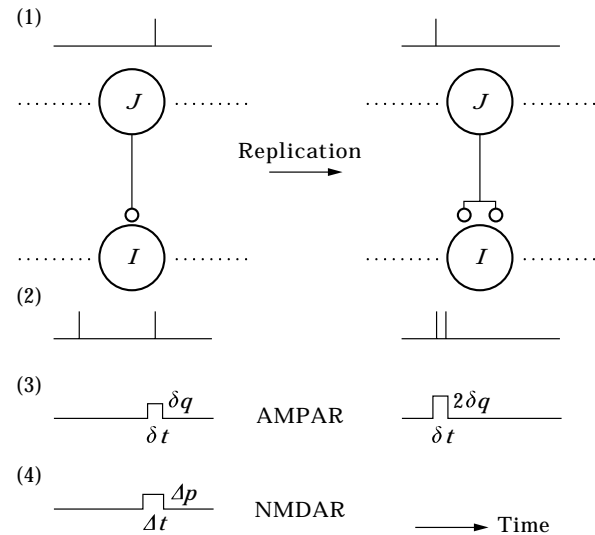 (1)
J
J
Replication
I
I
(2)
(3)
δq
AMPAR
2δq
δt
δt
(4)
Δp
NMDAR
Δt
Time